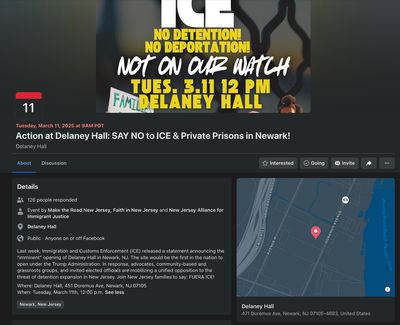 ICE
NO DETENTION!
NO DEPORTATION!
NOT ON OUR WATCH
TUES. 3.11 12 PM
DELANEY HALL
FAMILI
11
Tuesday, March 11, 2025 at 9 AM PDT
Action at Delaney Hall: SAY NO to ICE & Private Prisons in Newark!
Delaney Hall
About Discussion
Interested Going Invite
Details
126 people responded
Event by Make the Road New Jersey, Faith in New Jersey and New Jersey Alliance for
Immigrant Justice
Delaney Hall
Public · Anyone on or off Facebook
Last week, Immigration and Customs Enforcement (ICE) released a statement announcing the
"imminent" opening of Delaney Hall in Newark, NJ. The site would be the first in the nation to
open under the Trump Administration. In response, advocates, community-based and
grassroots groups, and invited elected officials are mobilizing a unified opposition to the
threat of detention expansion in New Jersey. Join New Jersey families to say: FUERA ICE!
Where: Delaney Hall, 451 Doremus Ave, Newark, NJ 07105
When: Tuesday, March 11th, 12:00 p.m. See less
Newark, New Jersey
Delaney Hall
471 Doremus Ave, Newark, NJ 07105-4893, United States